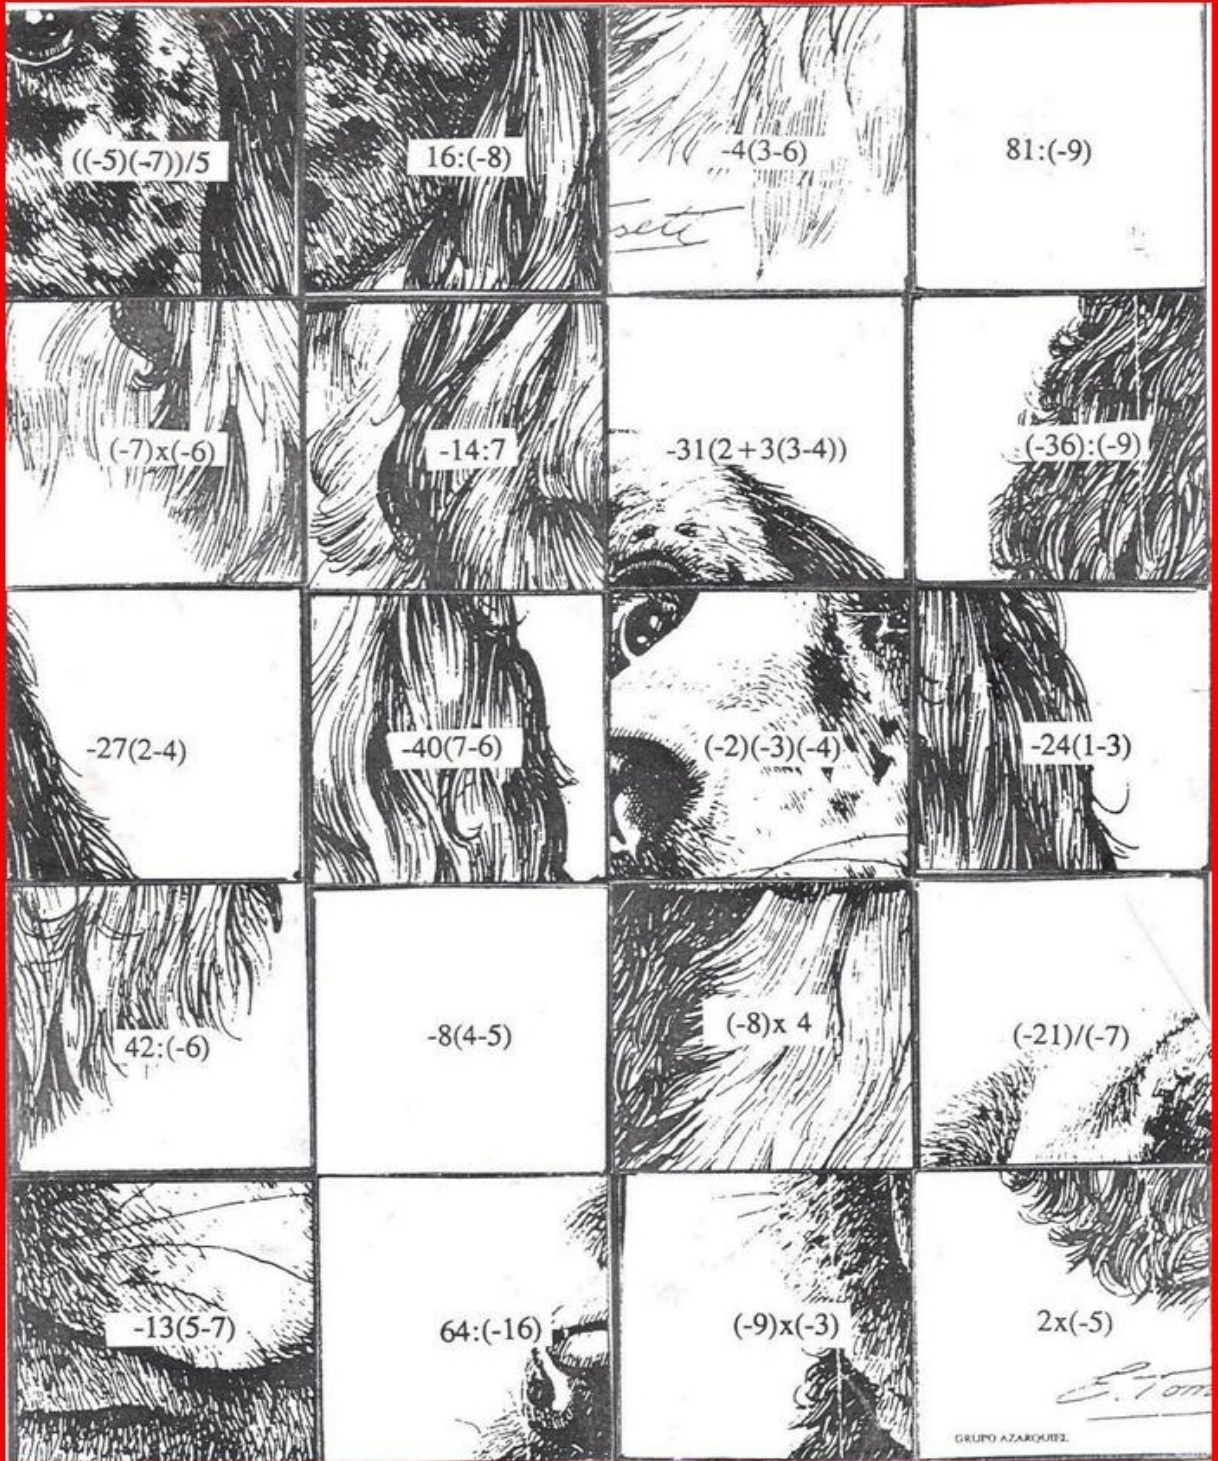 ((-5)(-7))/5
16:(-8)
-4(3-6)
81:(-9)
seti
(-7)x(-6)
-14:7
-31(2+3(3-4))
(-36):(-9)
-27(2-4)
-40(7-6)
(-2)(-3)(-4)
-24(1-3)
42:(-6)
-8(4-5)
(-8)x 4
(-21)/(-7)
-13(5-7)
64:(-16)
(-9)x(-3)
2x(-5)
E. Tom
GRUPO AZARQUIEL